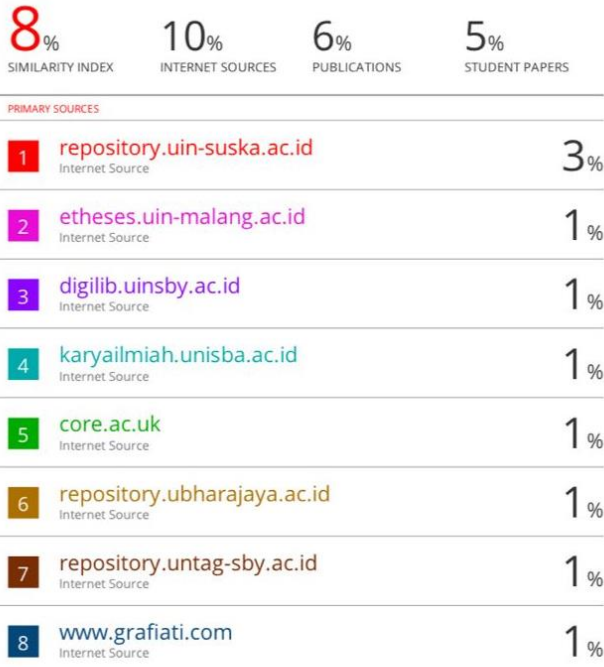 8% 10% 6% 5%
SIMILARITY INDEX INTERNET SOURCES PUBLICATIONS STUDENT PAPERS
PRIMARY SOURCES
1 repository.uin-suska.ac.id 3%
Internet Source
2 etheses.uin-malang.ac.id 1%
Internet Source
3 digilib.uinsby.ac.id 1%
Internet Source
4 karyailmiah.unisba.ac.id 1%
Internet Source
5 core.ac.uk 1%
Internet Source
6 repository.ubharajaya.ac.id 1%
Internet Source
7 repository.untag-sby.ac.id 1%
Internet Source
8 www.grafiati.com 1%
Internet Source